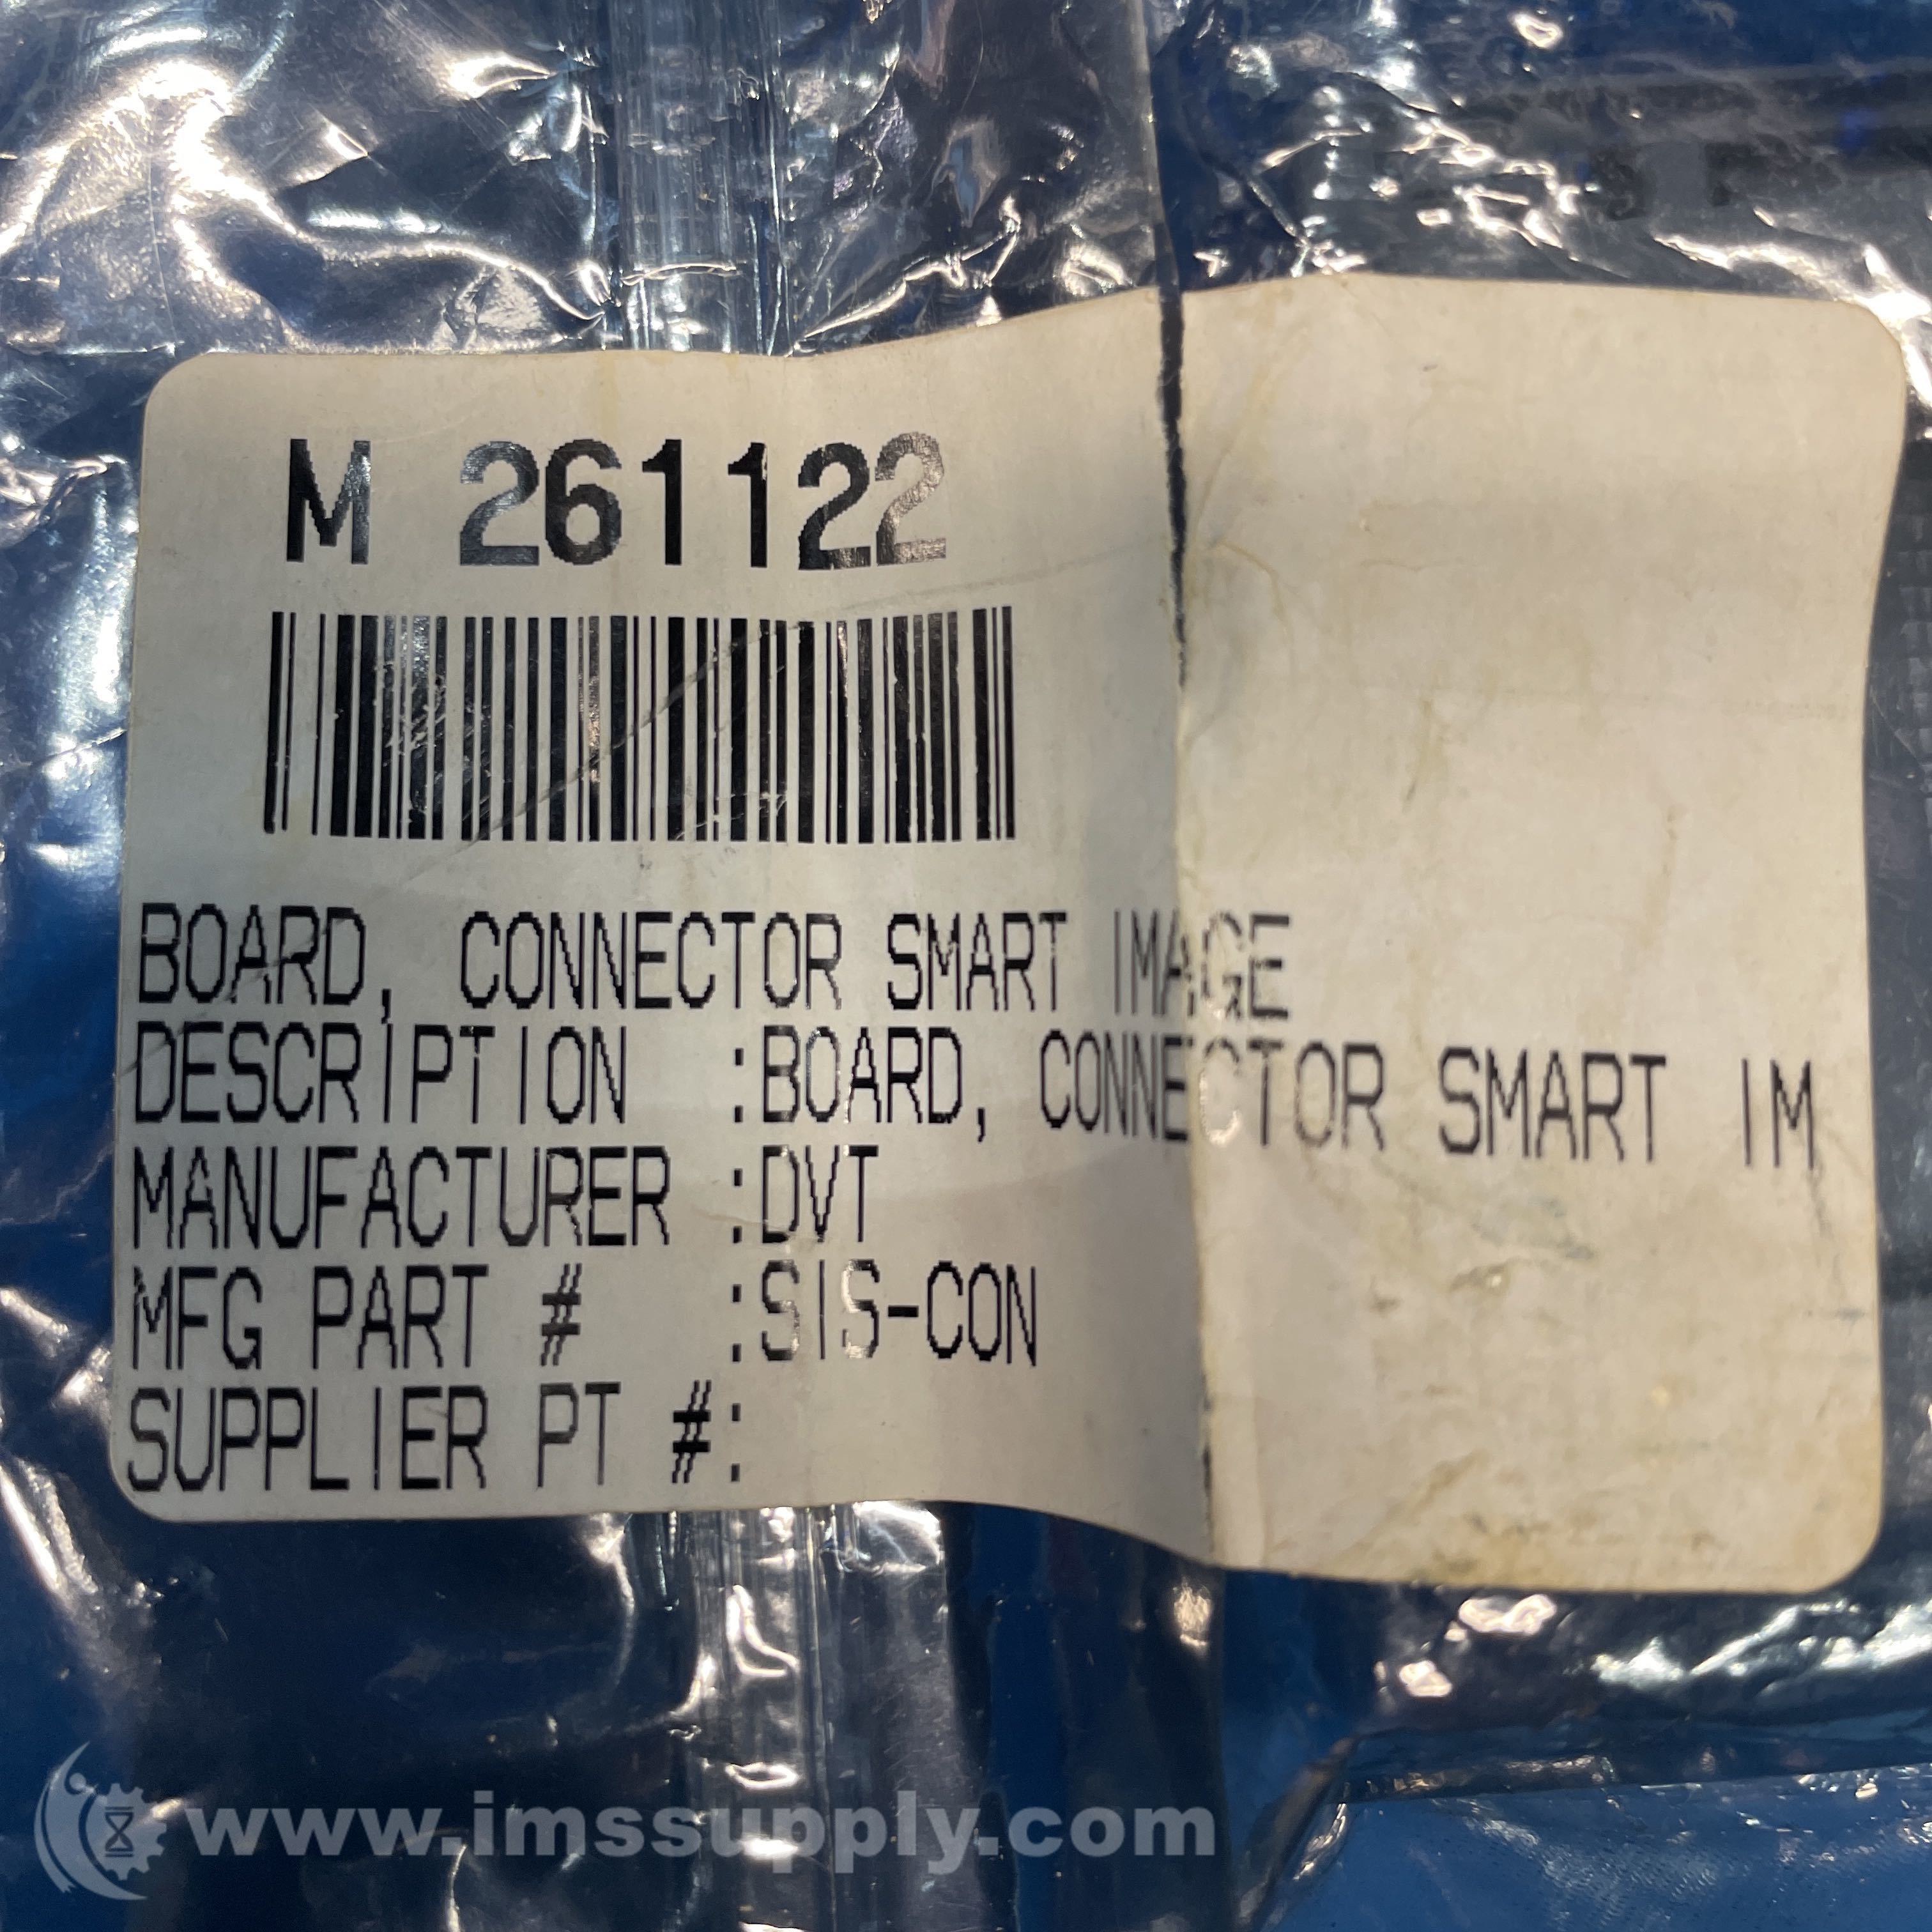 M 261122
BOARD, CONNECTOR SMART IMAGE
DESCRIPTION :BOARD, CONNECTOR SMART IM
MANUFACTURER :DVT
MFG PART # :SIS-CON
SUPPLIER PT #:
www.imssupply.com